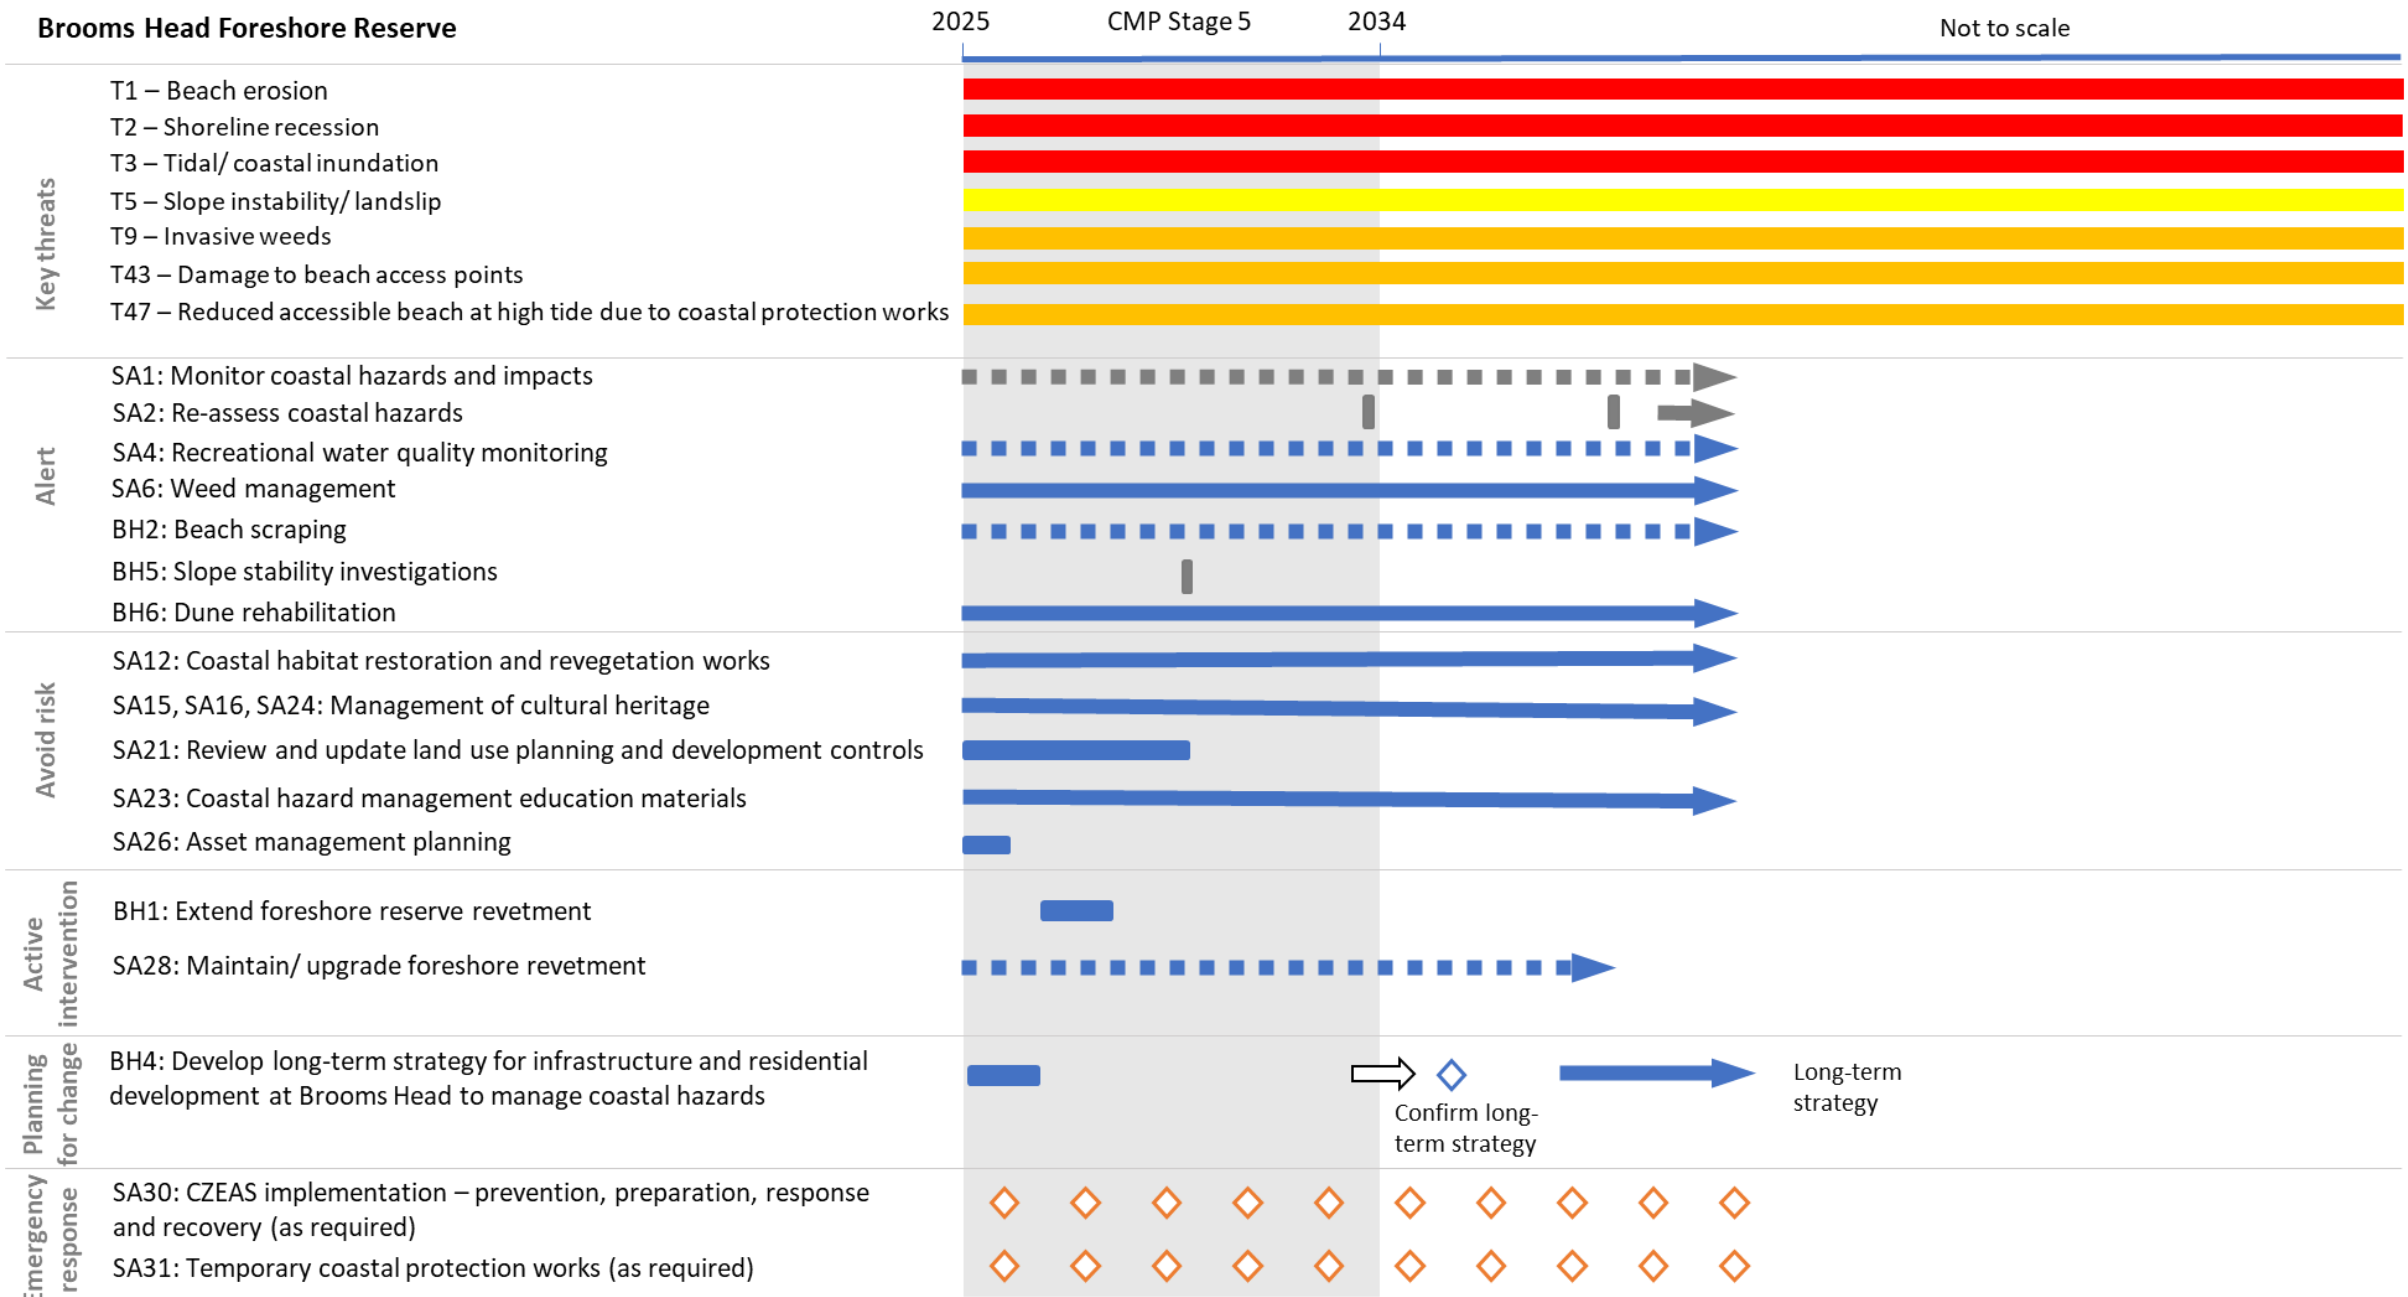 Brooms Head Foreshore Reserve
2025 CMP Stage 5 2034
Not to scale
Key threats
T1 – Beach erosion
T2 – Shoreline recession
T3 – Tidal/ coastal inundation
T5 – Slope instability/ landslip
T9 – Invasive weeds
T43 – Damage to beach access points
T47 – Reduced accessible beach at high tide due to coastal protection works
Alert
SA1: Monitor coastal hazards and impacts
SA2: Re-assess coastal hazards
SA4: Recreational water quality monitoring
SA6: Weed management
BH2: Beach scraping
BH5: Slope stability investigations
BH6: Dune rehabilitation
Avoid risk
SA12: Coastal habitat restoration and revegetation works
SA15, SA16, SA24: Management of cultural heritage
SA21: Review and update land use planning and development controls
SA23: Coastal hazard management education materials
SA26: Asset management planning
Active
intervention
BH1: Extend foreshore reserve revetment
SA28: Maintain/ upgrade foreshore revetment
Planning
for change
BH4: Develop long-term strategy for infrastructure and residential
development at Brooms Head to manage coastal hazards
Confirm long-
term strategy
Long-term
strategy
Emergency
response
SA30: CZEAS implementation – prevention, preparation, response
and recovery (as required)
SA31: Temporary coastal protection works (as required)